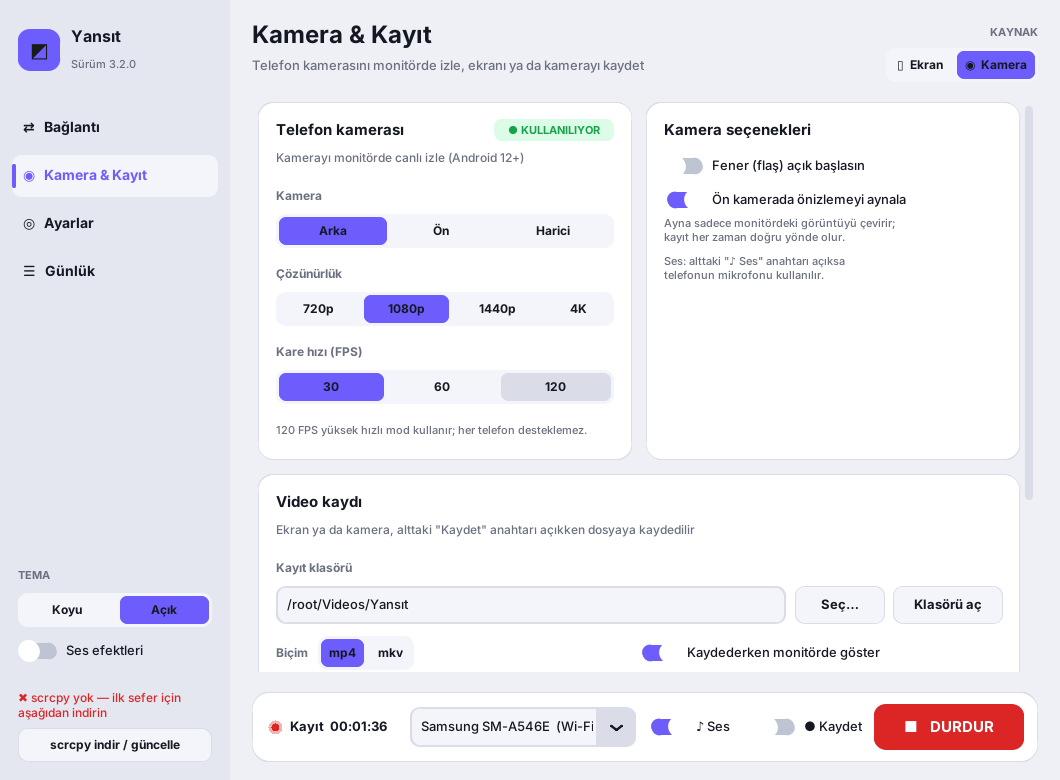 Yansıt
Sürüm 3.2.0
Bağlantı
Kamera & Kayıt
Ayarlar
Günlük
TEMA
Koyu
Açık
Ses efektleri
✖ scrcpy yok — ilk sefer için
aşağıdan indirin
scrcpy indir / güncelle
Kamera & Kayıt
Telefon kamerasını monitörde izle, ekranı ya da kamerayı kaydet
KAYNAK
Ekran
Kamera
Telefon kamerası
KULLANILIYOR
Kamerayı monitörde canlı izle (Android 12+)
Kamera
Arka
Ön
Harici
Çözünürlük
720p
1080p
1440p
4K
Kare hızı (FPS)
30
60
120
120 FPS yüksek hızlı mod kullanır; her telefon desteklemez.
Kamera seçenekleri
Fener (flaş) açık başlasın
Ön kamerada önizlemeyi aynala
Ayna sadece monitördeki görüntüyü çevirir;
kayıt her zaman doğru yönde olur.
Ses: alttaki "♪ Ses" anahtarı açıksa
telefonun mikrofonu kullanılır.
Video kaydı
Ekran ya da kamera, alttaki "Kaydet" anahtarı açıkken dosyaya kaydedilir
Kayıt klasörü
/root/Videos/Yansıt
Seç...
Klasörü aç
Biçim
mp4
mkv
Kaydederken monitörde göster
Kayıt 00:01:36
Samsung SM-A546E (Wi-Fi
♪ Ses
● Kaydet
DURDUR